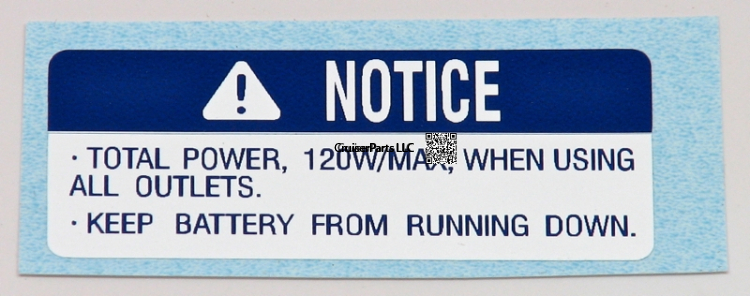 NOTICE
CruiserParts LLC
· TOTAL POWER, 120W/MAX, WHEN USING
ALL OUTLETS.
· KEEP BATTERY FROM RUNNING DOWN.